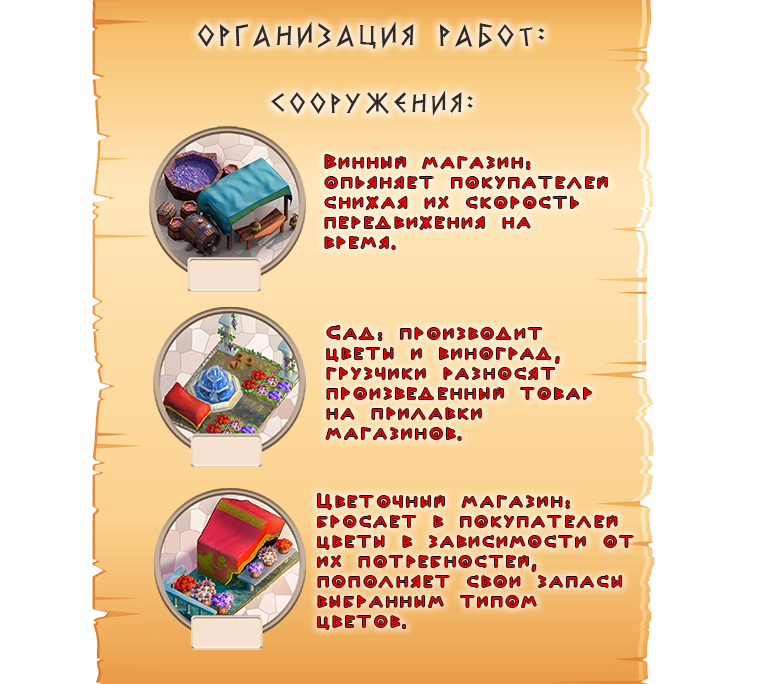 ОРГАНИЗАЦИЯ РАБОТ:
СООРУЖЕНИЯ:
Винный магазин:
опьяняет покупателей
снижая их скорость
передвижения на
время.
Сад: производит
цветы и виноград,
грузчики разносят
произведенный товар
на прилавки
магазинов.
Цветочный магазин:
бросает в покупателей
цветы в зависимости от
их потребностей,
пополняет свои запасы
выбранным типом
цветов.